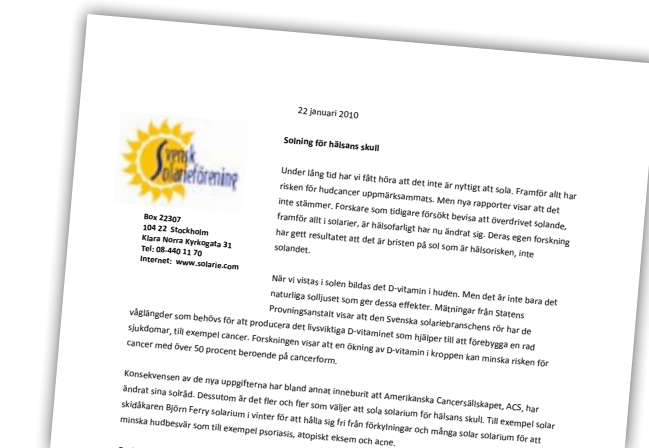 22 januari 2010
Solning för hälsans skull
Svensk
Solarieförening
Box 22307
104 22 Stockholm
Klara Norra Kyrkogata 31
Tel: 08-440 11 70
Internet: www.solarie.com
Under lång tid har vi fått höra att det inte är nyttigt att sola. Framför allt har
risken för hudcancer uppmärksammats. Men nya rapporter visar att det
inte stämmer. Forskare som tidigare försökt bevisa att överdrivet solande,
framför allt i solarier, är hälsofarligt har nu ändrat sig. Deras egen forskning
har gett resultatet att det är bristen på sol som är hälsorisken, inte
solandet.
När vi vistas i solen bildas det D-vitamin i huden. Men det är inte bara det
naturliga solljuset som ger dessa effekter. Mätningar från Statens
Provningsanstalt visar att den Svenska solariebranschens rör har de
våglängder som behövs för att producera det livsviktiga D-vitaminet som hjälper till att förebygga en rad
sjukdomar, till exempel cancer. Forskningen visar att en ökning av D-vitamin i kroppen kan minska risken för
cancer med över 50 procent beroende på cancerform.
Konsekvensen av de nya uppgifterna har bland annat inneburit att Amerikanska Cancersällskapet, ACS, har
ändrat sina solråd. Dessutom är det fler och fler som väljer att sola solarium för hälsans skull. Till exempel solar
skidåkaren Björn Ferry solarium i vinter för att hålla sig fri från förkylningar och många solar solarium för att
minska hudbesvär som till exempel psoriasis, atopiskt eksem och acne.